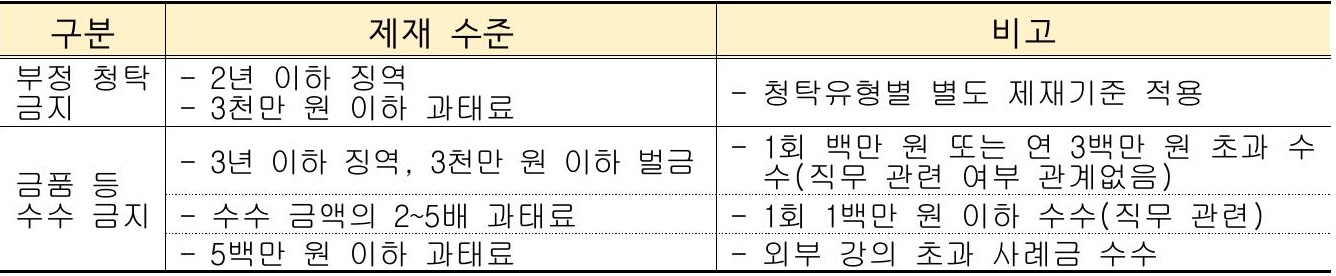 구분 제재 수준 비고
부정 청탁 금지
- 2년 이하 징역
- 3천만 원 이하 과태료
- 청탁유형별 별도 제재기준 적용
금품 등
수수 금지
- 3년 이하 징역, 3천만 원 이하 벌금
- 1회 백만 원 또는 연 3백만 원 초과 수
수(직무 관련 여부 관계없음)
- 수수 금액의 2~5배 과태료
- 1회 1백만 원 이하 수수(직무 관련)
- 5백만 원 이하 과태료
- 외부 강의 초과 사례금 수수